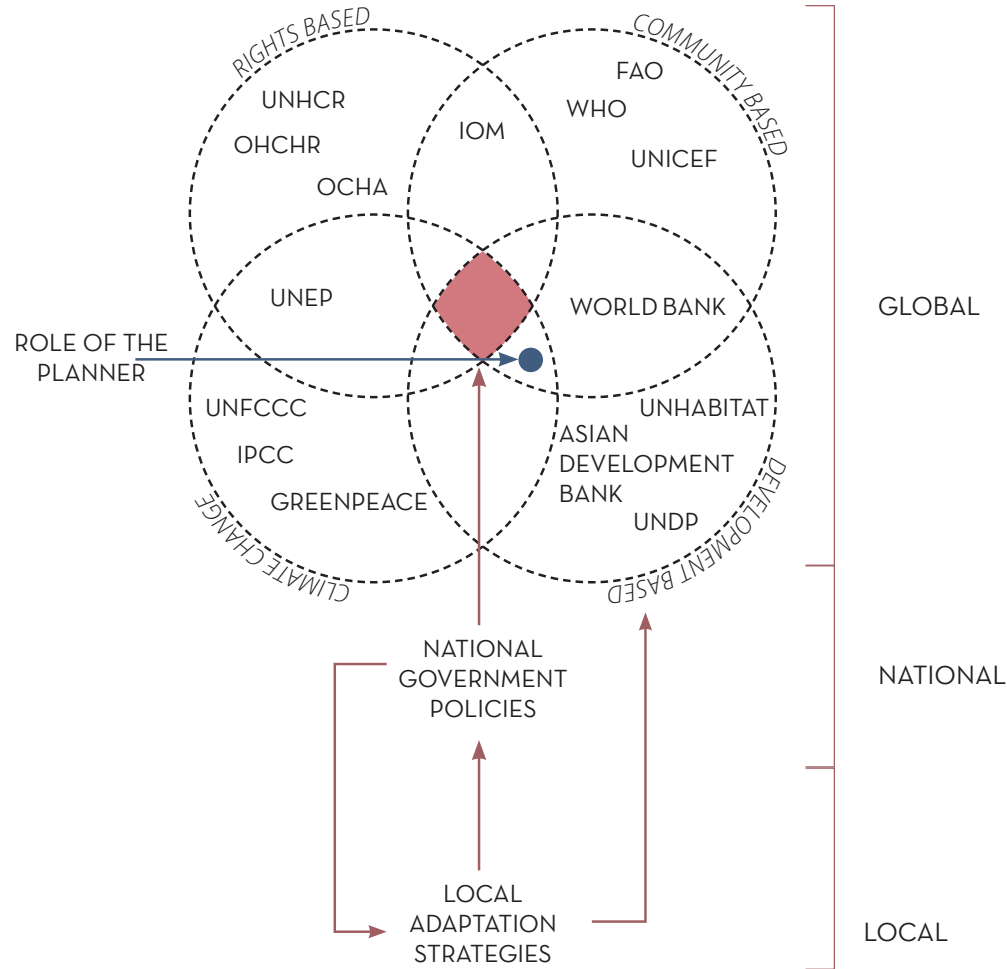 RIGHTS BASED
COMMUNITY BASED
FAO
UNHCR
WHO
IOM
OHCHR
UNICEF
OCHA
UNEP
WORLD BANK
GLOBAL
ROLE OF THE
PLANNER
UNFCCC
UNHABITAT
ASIAN
DEVELOPMENT
BANK
IPCC
GREENPEACE
UNDP
CLIMATE CHANGE
DEVELOPMENT BASED
NATIONAL
GOVERNMENT
POLICIES
NATIONAL
LOCAL
ADAPTATION
STRATEGIES
LOCAL